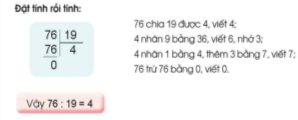 Đặt tính rồi tính:
76 19
76 4
0
76 chia 19 được 4, viết 4;
4 nhân 9 bằng 36, viết 6, nhớ 3;
4 nhân 1 bằng 4, thêm 3 bằng 7, viết 7;
76 trừ 76 bằng 0, viết 0.
Vậy 76 : 19 = 4